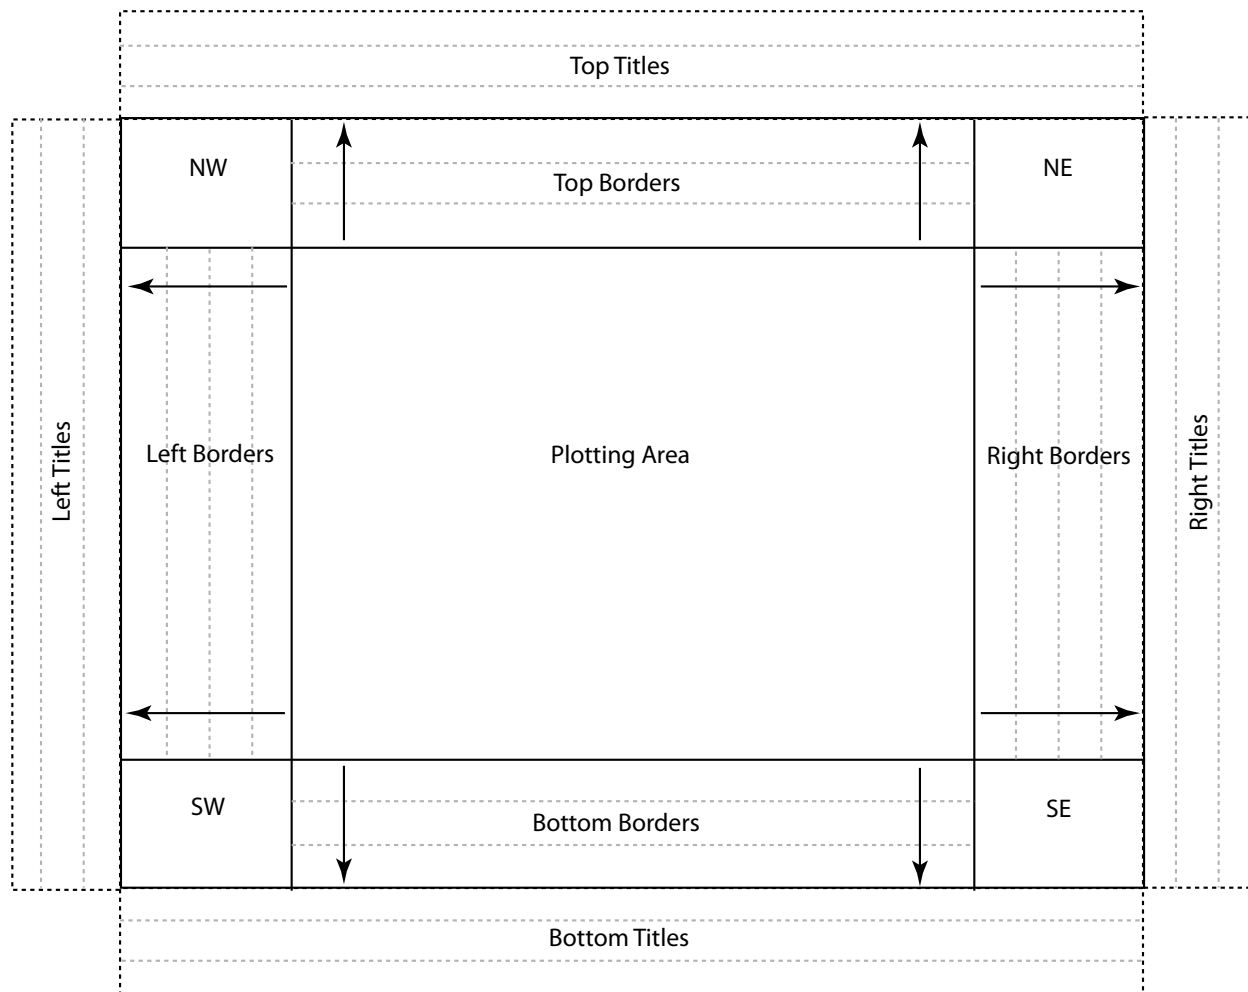 Top Titles
NW
Top Borders
NE
Left Titles
Left Borders
Plotting Area
Right Borders
Right Titles
SW
Bottom Borders
SE
Bottom Titles